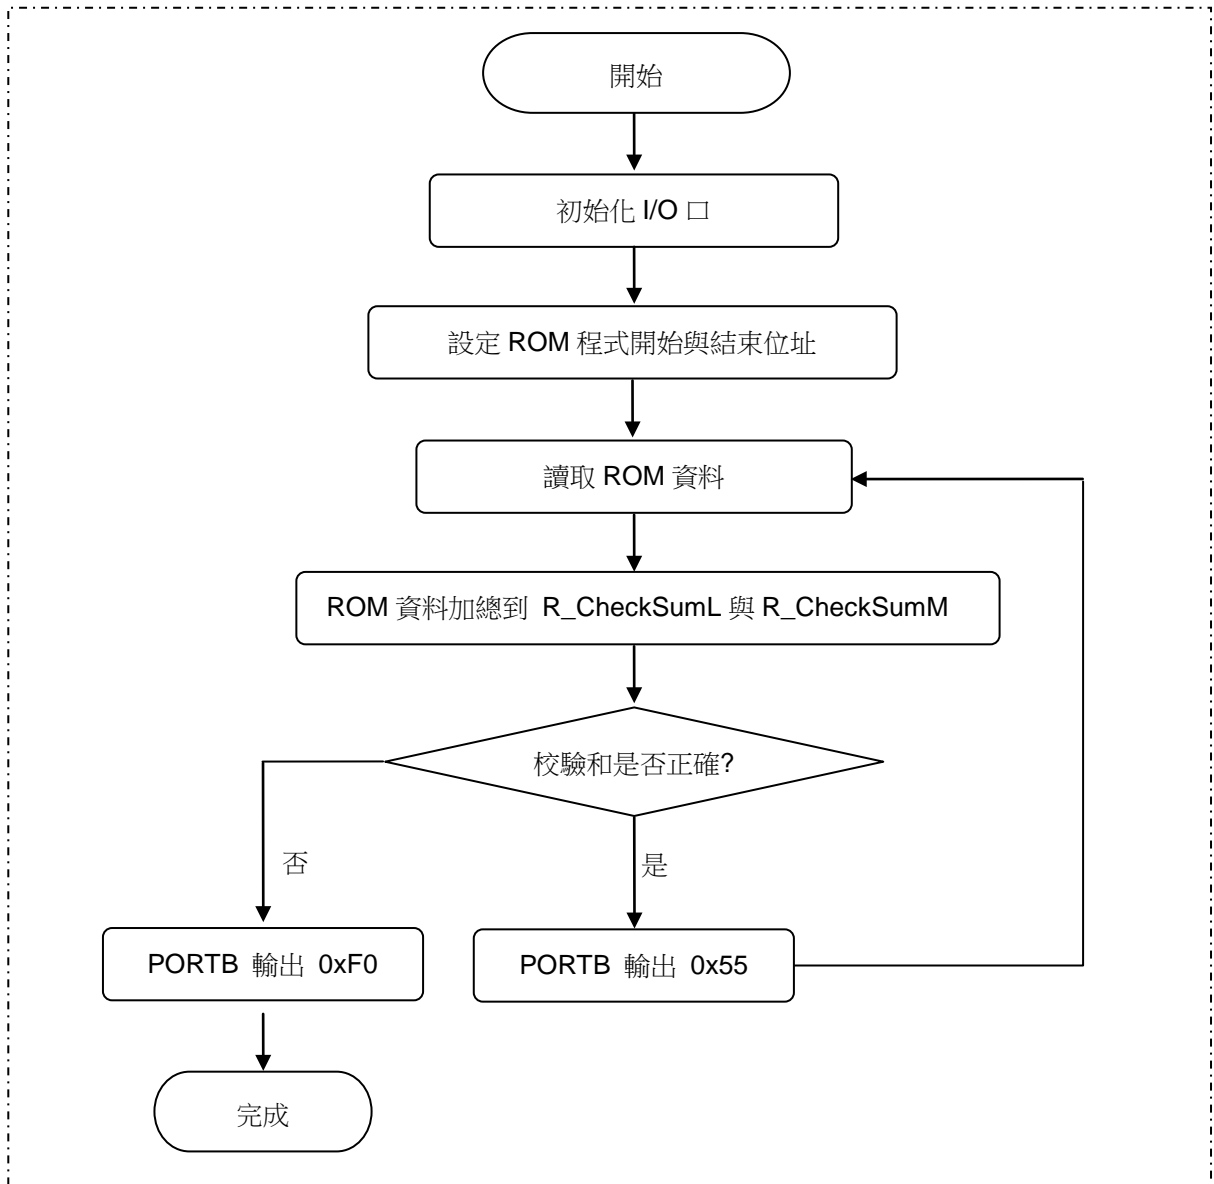 開始
初始化 I/O 口
設定 ROM 程式開始與結束位址
讀取 ROM 資料
ROM 資料加總到 R_CheckSumL 與 R_CheckSumM
校驗和是否正確?
否
是
PORTB 輸出 0xF0
PORTB 輸出 0x55
完成